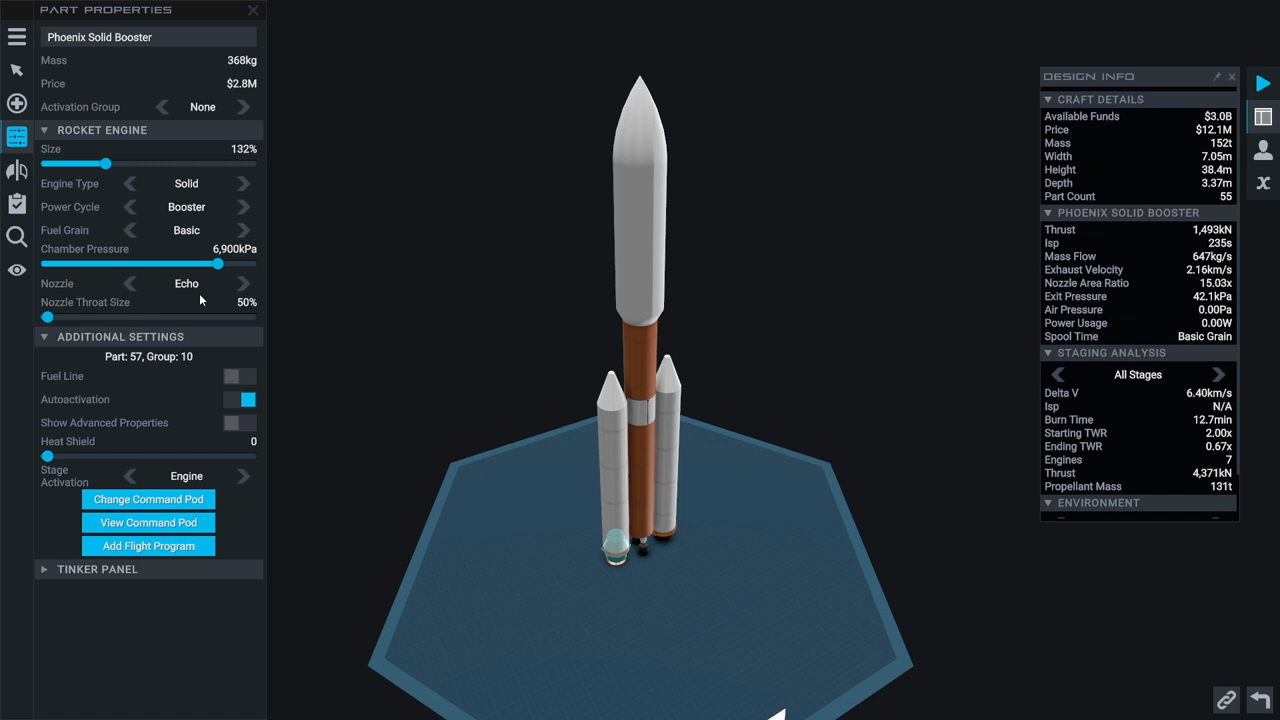 PART PROPERTIES
Phoenix Solid Booster
Mass 368kg
Price $2.8M
Activation Group None
ROCKET ENGINE
Size 132%
Engine Type Solid
Power Cycle Booster
Fuel Grain Basic
Chamber Pressure 6,900kPa
Nozzle Echo
Nozzle Throat Size 50%
ADDITIONAL SETTINGS
Part: 57, Group: 10
Fuel Line
Autoactivation
Show Advanced Properties
Heat Shield 0
Stage
Activation Engine
Change Command Pod
View Command Pod
Add Flight Program
TINKER PANEL
DESIGN INFO
CRAFT DETAILS
Available Funds $3.0B
Price $12.1M
Mass 152t
Width 7.05m
Height 38.4m
Depth 3.37m
Part Count 55
PHOENIX SOLID BOOSTER
Thrust 1,493kN
Isp 235s
Mass Flow 647kg/s
Exhaust Velocity 2.16km/s
Nozzle Area Ratio 15.03x
Exit Pressure 42.1kPa
Air Pressure 0.00Pa
Power Usage 0.00W
Spool Time Basic Grain
STAGING ANALYSIS
All Stages
Delta V 6.40km/s
Isp N/A
Burn Time 12.7min
Starting TWR 2.00x
Ending TWR 0.67x
Engines 7
Thrust 4,371kN
Propellant Mass 131t
ENVIRONMENT
x